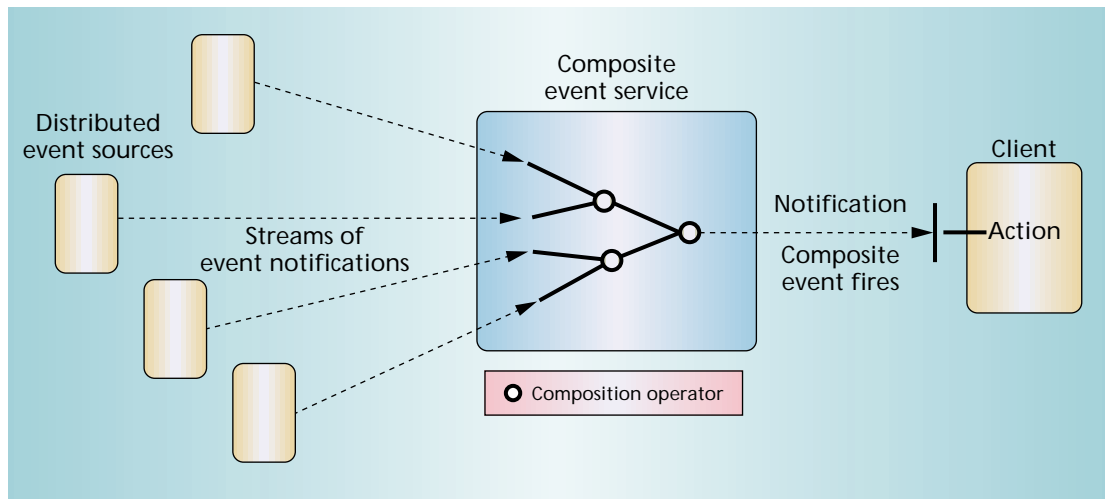 Distributed
event sources
Streams of
event notifications
Composite
event service
Composition operator
Notification
Composite
event fires
Client
Action